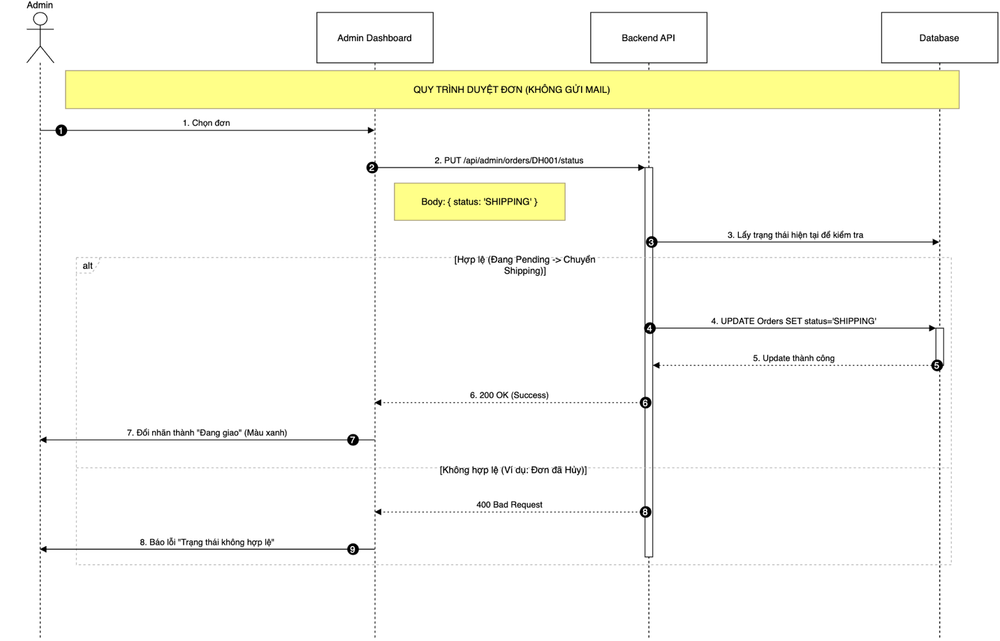 Admin
Admin Dashboard
Backend API
Database
QUY TRÌNH DUYỆT ĐƠN (KHÔNG GỬI MAIL)
1. Chọn đơn
1
2. PUT /api/admin/orders/DH001/status
2
Body: { status: 'SHIPPING' }
3. Lấy trạng thái hiện tại để kiểm tra
3
alt
[Hợp lệ (Đang Pending -> Chuyển
Shipping)]
4. UPDATE Orders SET status='SHIPPING'
4
5. Update thành công
5
6. 200 OK (Success)
6
7. Đổi nhãn thành "Đang giao" (Màu xanh)
7
[Không hợp lệ (Ví dụ: Đơn đã Hủy)]
400 Bad Request
8
8. Báo lỗi "Trạng thái không hợp lệ"
9